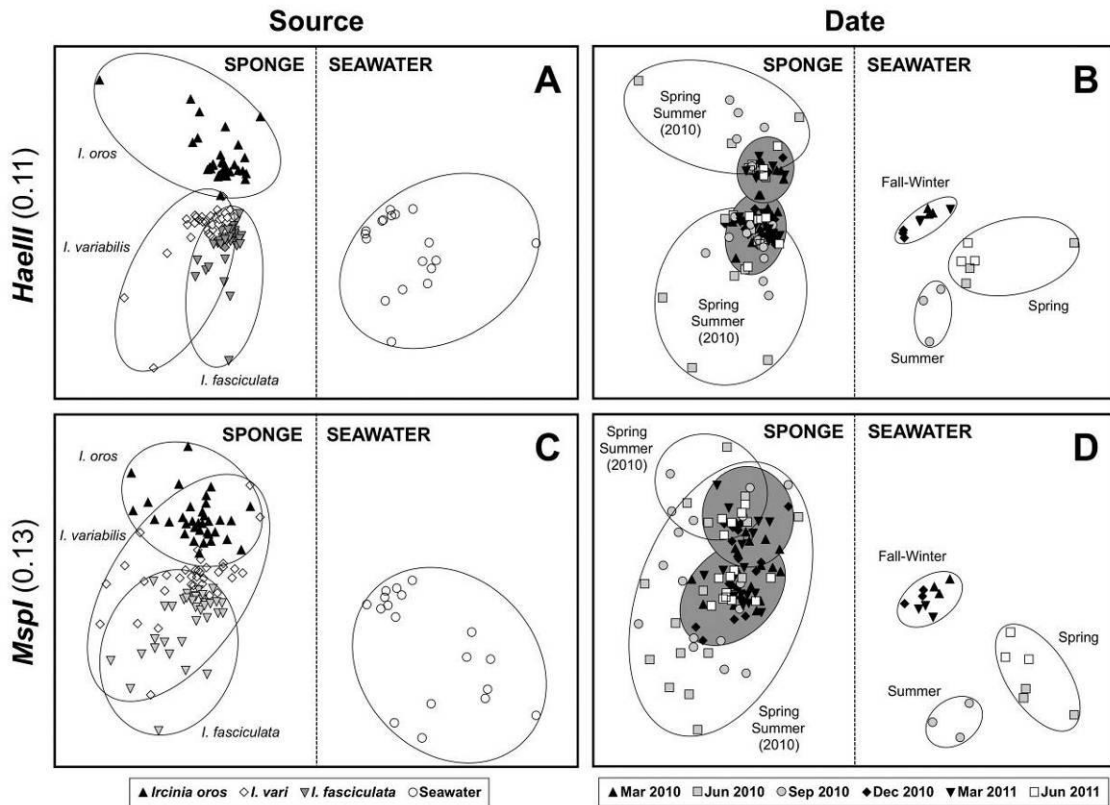 Source
Date
HaeIII (0.11)
SPONGE
SEAWATER
A
I. oros
I. variabilis
I. fasciculata
SPONGE
SEAWATER
B
Spring
Summer
(2010)
Fall-Winter
Spring
Summer
(2010)
Spring
Summer
MspI (0.13)
SPONGE
SEAWATER
C
I. oros
I. variabilis
I. fasciculata
SPONGE
SEAWATER
D
Spring
Summer
(2010)
Fall-Winter
Spring
Summer
Spring
Summer
(2010)
Ircinia oros I. vari I. fasciculata Seawater
Mar 2010 Jun 2010 Sep 2010 Dec 2010 Mar 2011 Jun 2011